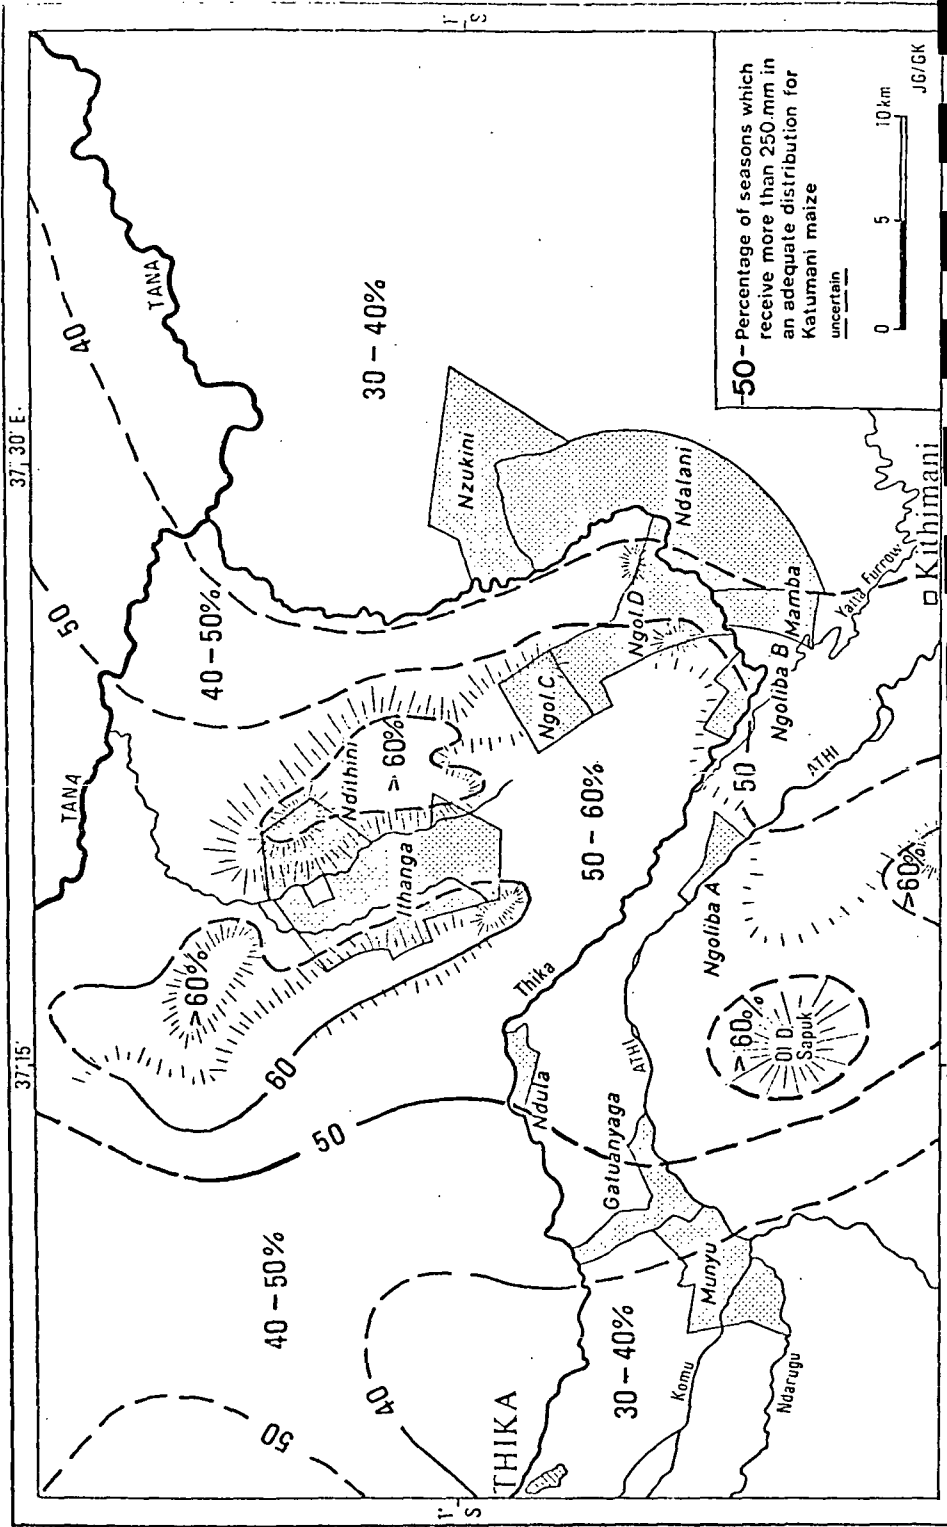 37°15'
37°30' E.
1°
S
1°
S
TANA
TANA
50
40
60
50
40
50
40-50%
40-50%
>60%
>60%
Ndithini
Ithanga
30-40%
Nzukini
THIKA
Thika
Ndula
50-60%
Ngol.C
Ngol.D
Ndalani
30-40%
Gatuanyaga
ATHI
Munyu
Komu
Ndarugu
>60%
Ol D.
Sapuk
Ngoliba A
50
>60%
ATHI
Ngoliba B
Mamba
Yatta Furrow
Kithimani
-50- Percentage of seasons which
receive more than 250.mm in
an adequate distribution for
Katumani maize
uncertain
0 5 10km
JG/GK